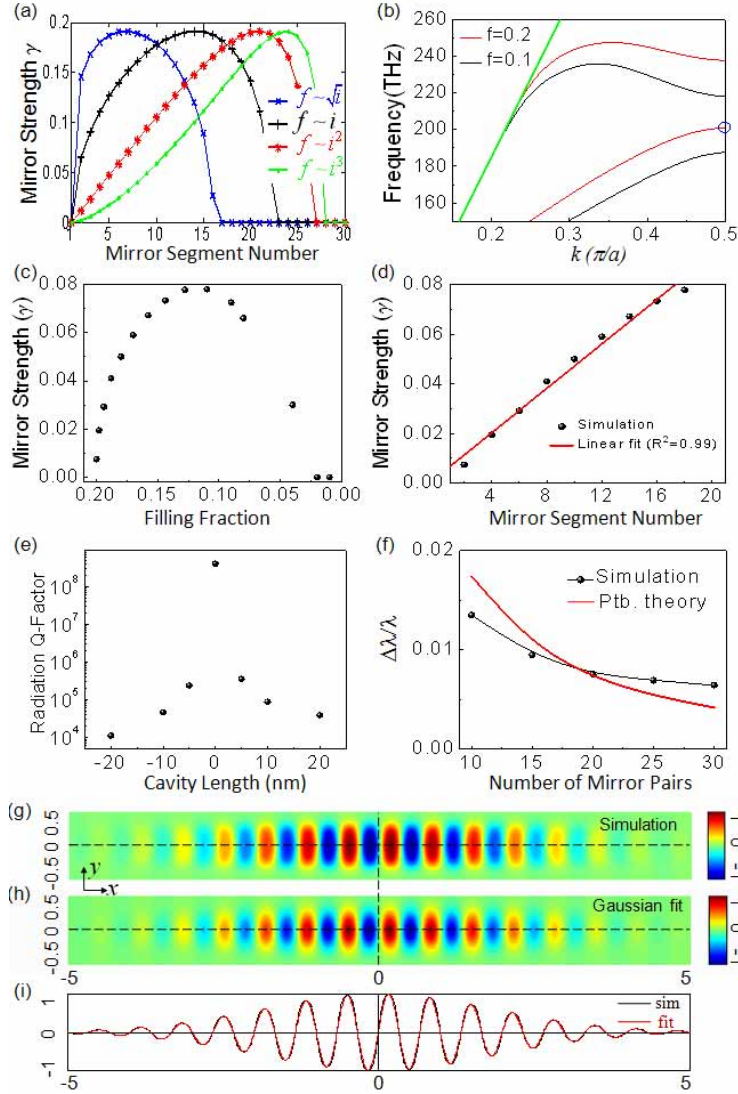 (a)
Mirror Strength γ
0.2
0.15
0.1
0.05
0
5 10 15 20 25 30
Mirror Segment Number
f ~√i
f ~ i
f ~ i²
f ~ i³
(b)
Frequency(THz)
260
240
220
200
180
160
f=0.2
f=0.1
0.2 0.3 0.4 0.5
k (π/a)
(c)
Mirror Strength (γ)
0.08
0.06
0.04
0.02
0.00
0.20 0.15 0.10 0.05 0.00
Filling Fraction
(d)
Mirror Strength (γ)
0.08
0.06
0.04
0.02
0.00
Simulation
Linear fit (R²=0.99)
4 8 12 16 20
Mirror Segment Number
(e)
Radiation Q-Factor
10⁸
10⁷
10⁶
10⁵
10⁴
-20 -10 0 10 20
Cavity Length (nm)
(f)
Δλ/λ
0.02
0.01
0.00
Simulation
Ptb. theory
10 15 20 25 30
Number of Mirror Pairs
(g)
-0.5 0 0.5
Simulation
-1 0 1
y
x
(h)
-0.5 0 0.5
Gaussian fit
-1 0 1
-5 0 5
(i)
1
0
-1
sim
fit
-5 0 5